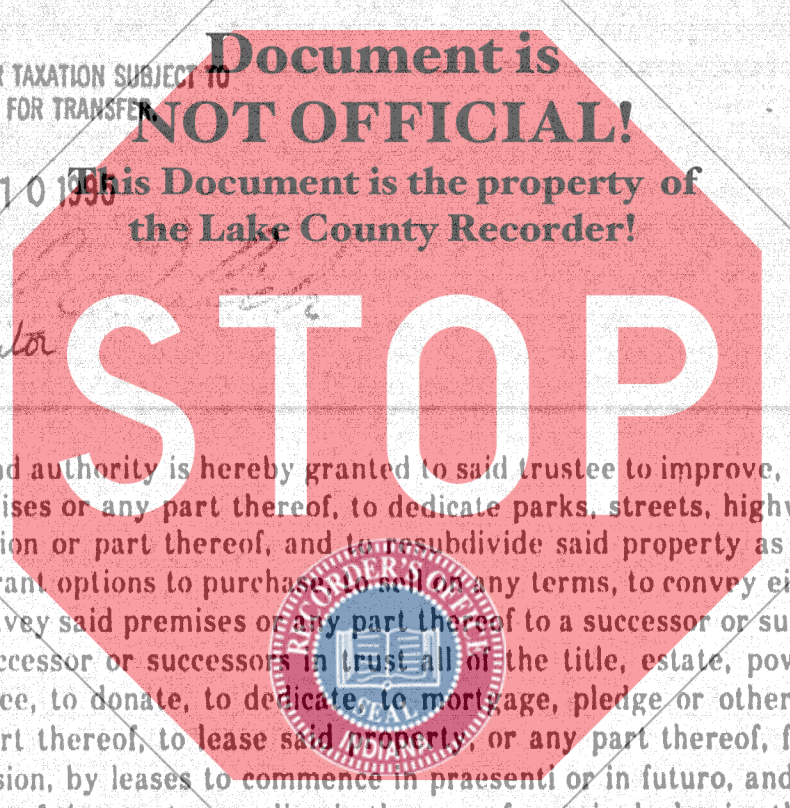 Document is
R TAXATION SUBJECT TO
FOR TRANSFER.
NOT OFFICIAL!
This Document is the property of
1 0 1996
the Lake County Recorder!
STOP
nd authority is hereby granted to said trustee to improve,
ises or any part thereof, to dedicate parks, streets, highw
ion or part thereof, and to resubdivide said property as
rant options to purchase, to sell on any terms, to convey ei
vey said premises or any part thereof to a successor or su
ccessor or successors in trust all of the title, estate, pow
ce, to donate, to dedicate, to mortgage, pledge or other
rt thereof, to lease said property, or any part thereof, f
sion, by leases to commence in praesenti or in futuro, and
RECORDER'S OFFICE
SEAL